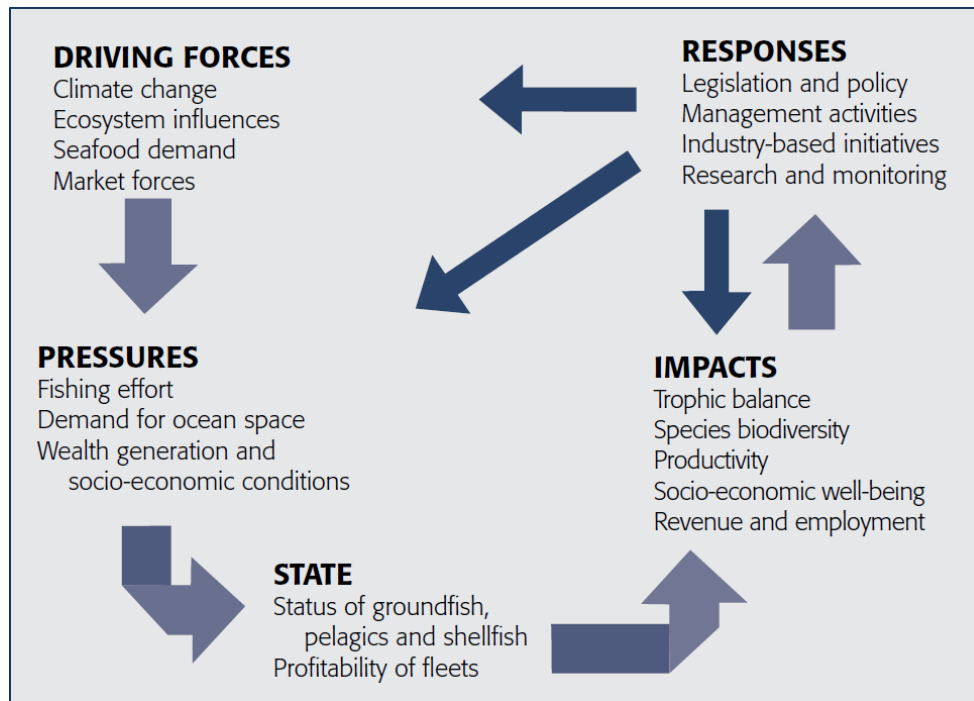 DRIVING FORCES
Climate change
Ecosystem influences
Seafood demand
Market forces
RESPONSES
Legislation and policy
Management activities
Industry-based initiatives
Research and monitoring
PRESSURES
Fishing effort
Demand for ocean space
Wealth generation and
socio-economic conditions
IMPACTS
Trophic balance
Species biodiversity
Productivity
Socio-economic well-being
Revenue and employment
STATE
Status of groundfish,
pelagics and shellfish
Profitability of fleets